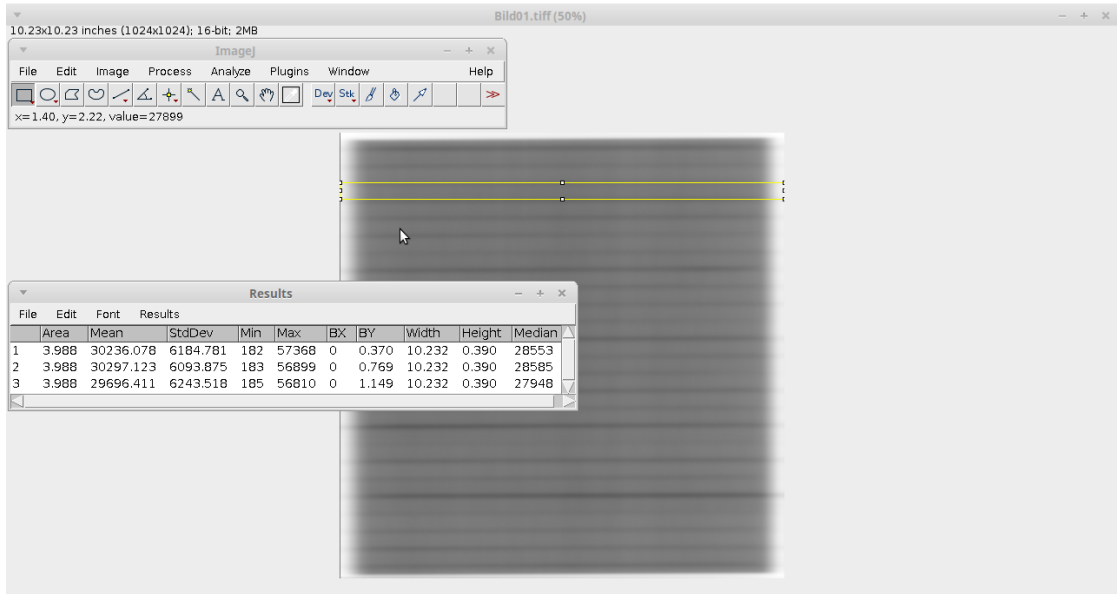 Bild01.tiff (50%)
10.23x10.23 inches (1024x1024); 16-bit; 2MB
ImageJ
File Edit Image Process Analyze Plugins Window Help
A Dev Stk >>
x=1.40, y=2.22, value=27899
Results
File Edit Font Results
Area Mean StdDev Min Max BX BY Width Height Median
1 3.988 30236.078 6184.781 182 57368 0 0.370 10.232 0.390 28553
2 3.988 30297.123 6093.875 183 56899 0 0.769 10.232 0.390 28585
3 3.988 29696.411 6243.518 185 56810 0 1.149 10.232 0.390 27948